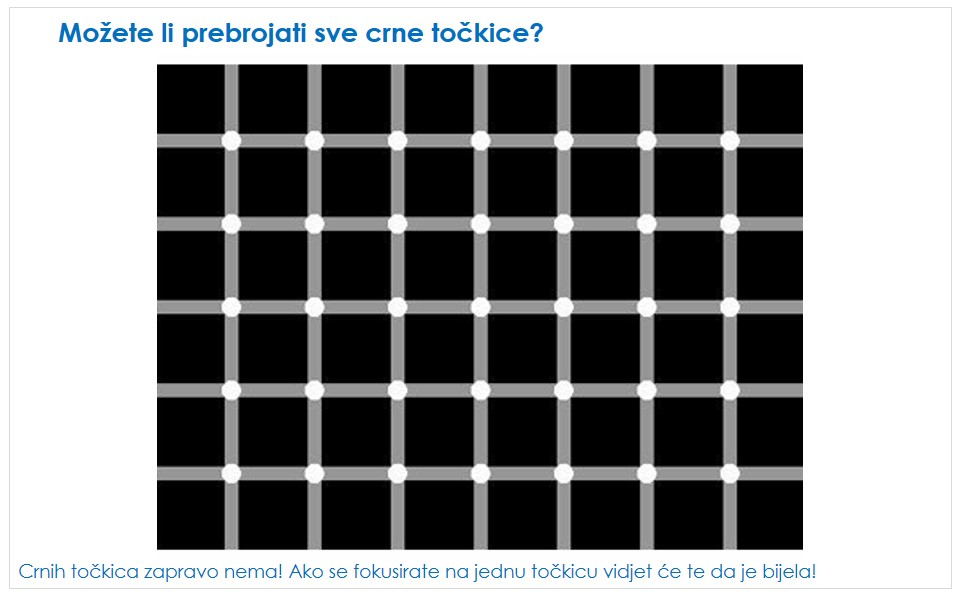 Možete li prebrojati sve crne točkice?
Crnih točkica zapravo nema! Ako se fokusirate na jednu točkicu vidjet će te da je bijela!